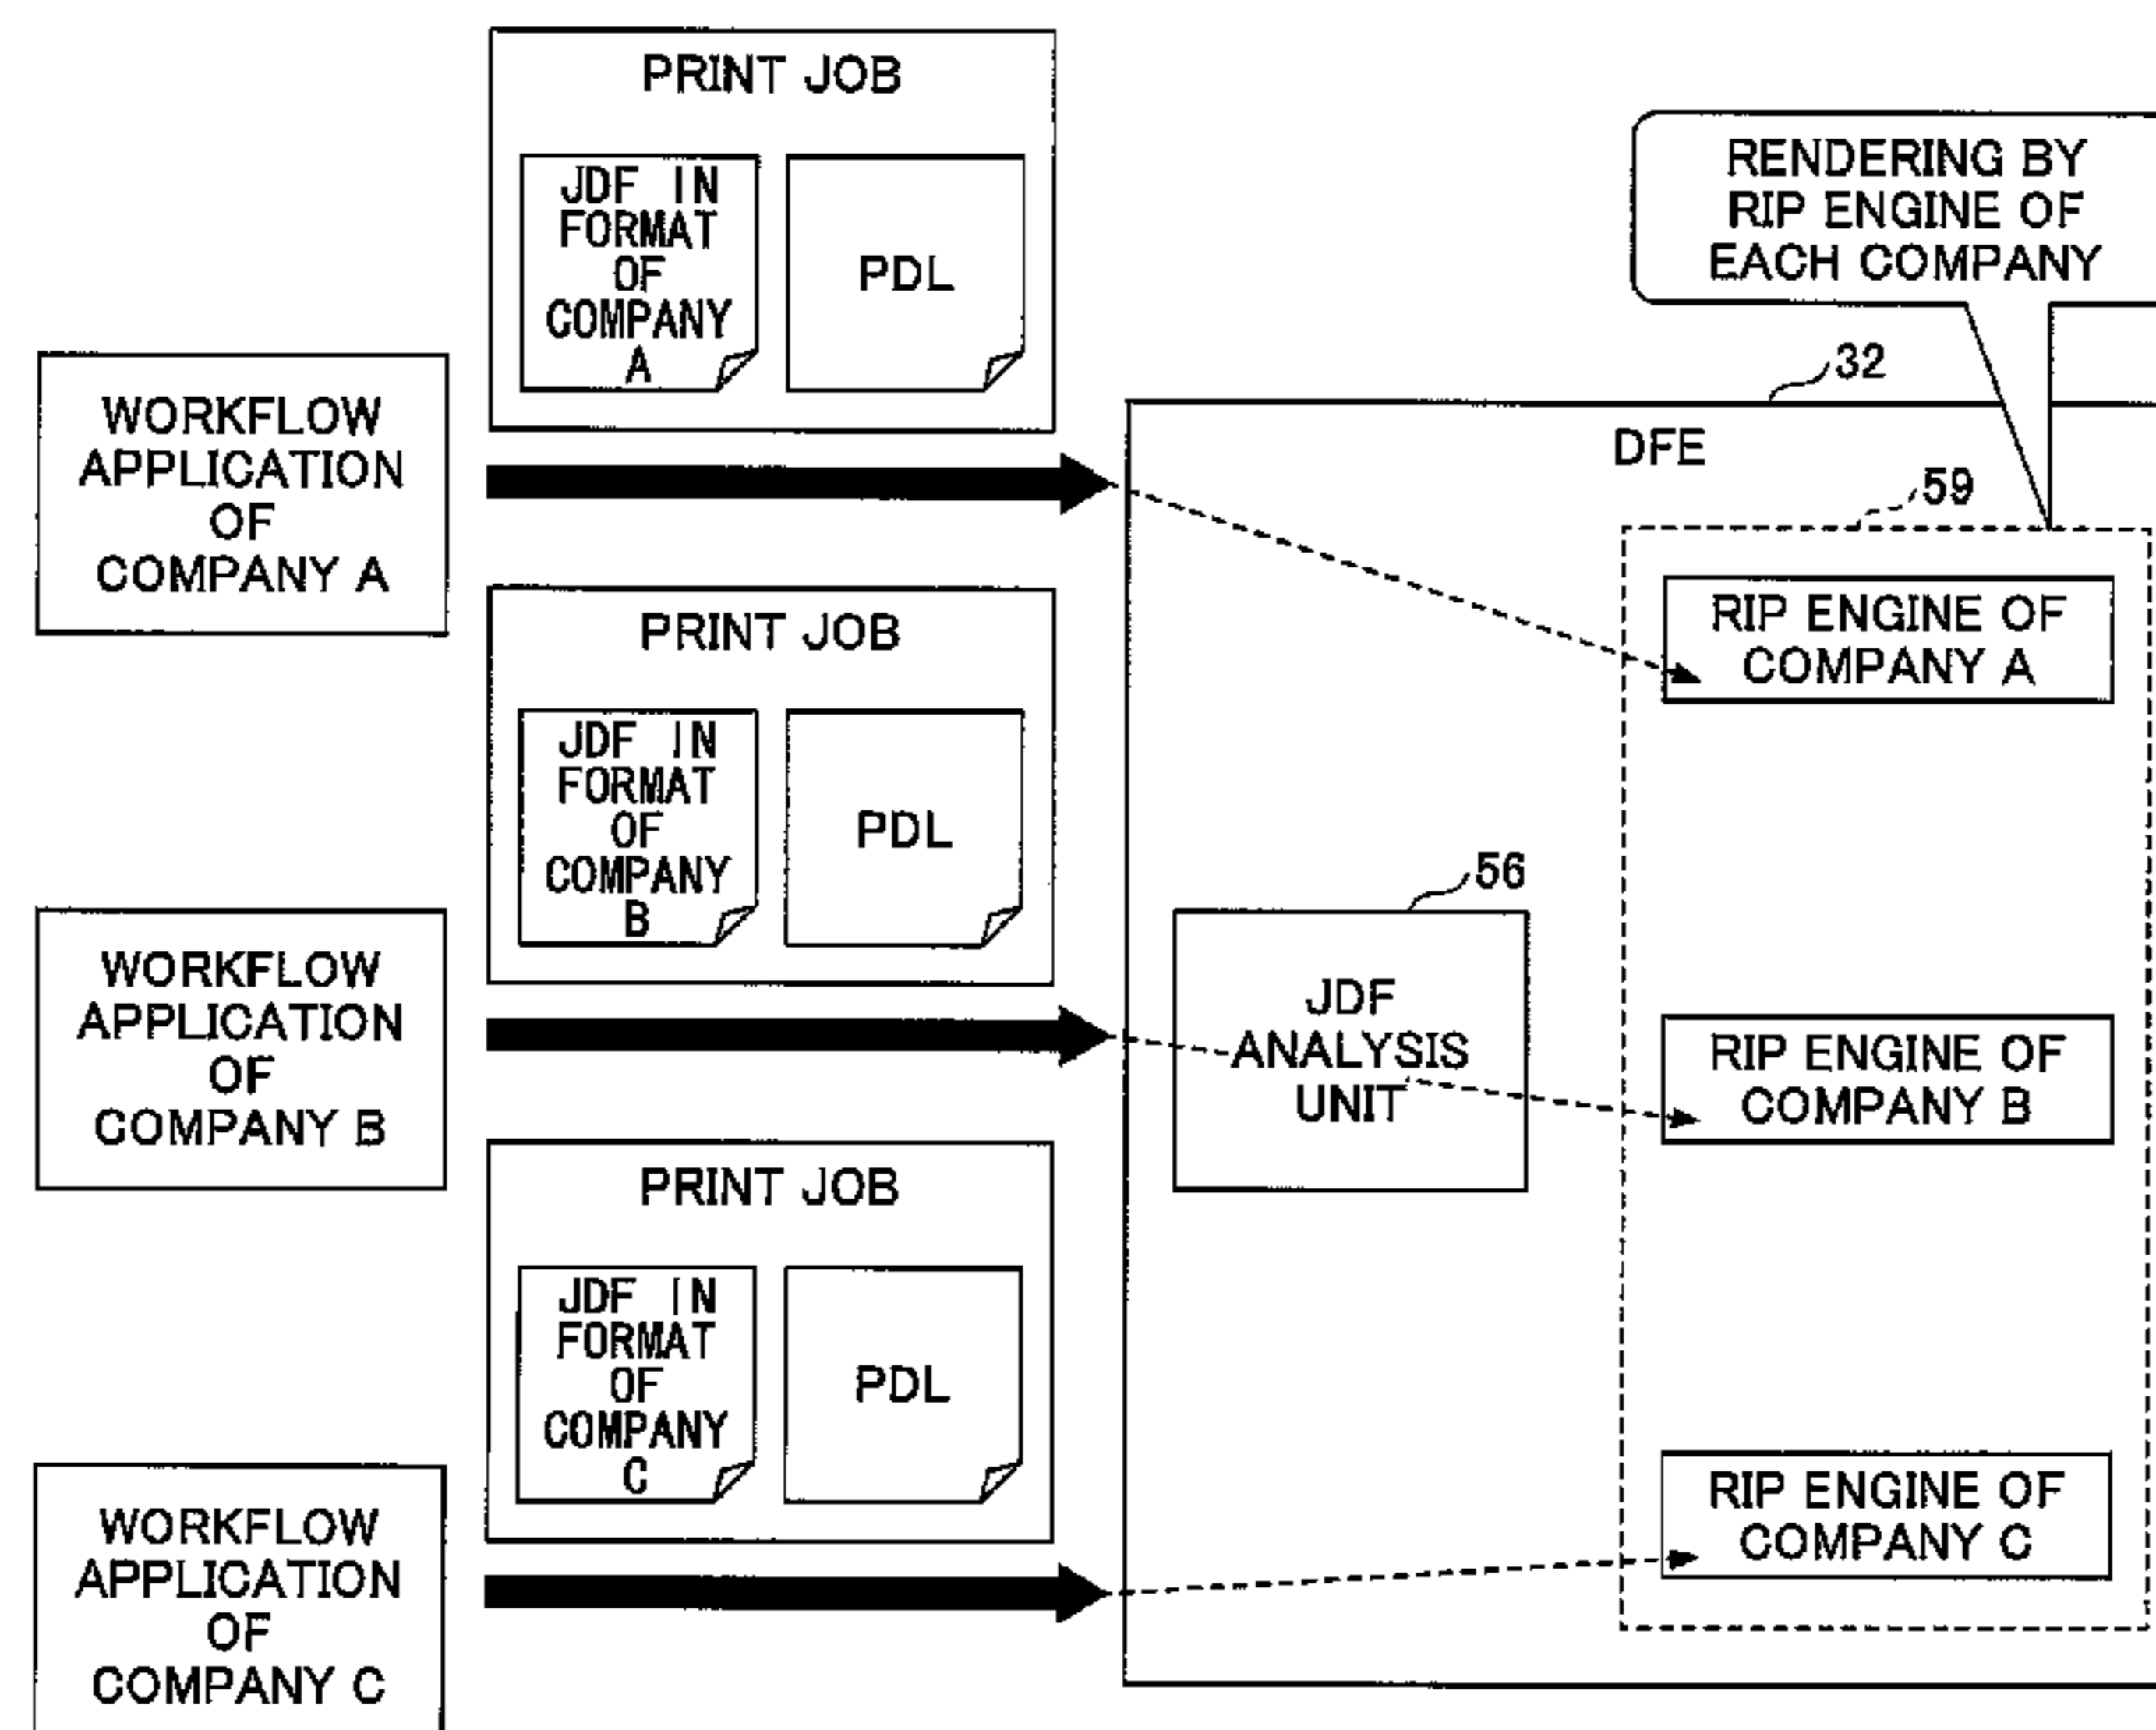 PRINT JOB
JDF IN
FORMAT
OF
COMPANY
A
PDL
RENDERING BY
RIP ENGINE OF
EACH COMPANY
WORKFLOW
APPLICATION
OF
COMPANY A
32
DFE
59
RIP ENGINE OF
COMPANY A
PRINT JOB
JDF IN
FORMAT
OF
COMPANY
B
PDL
WORKFLOW
APPLICATION
OF
COMPANY B
56
JDF
ANALYSIS
UNIT
RIP ENGINE OF
COMPANY B
PRINT JOB
JDF IN
FORMAT
OF
COMPANY
C
PDL
WORKFLOW
APPLICATION
OF
COMPANY C
RIP ENGINE OF
COMPANY C